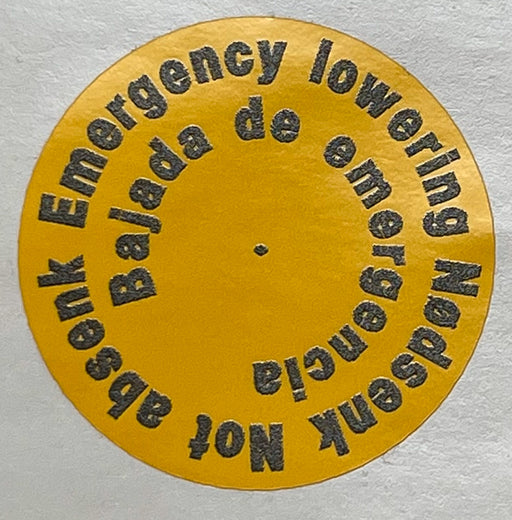 Emergency lowering Nødsenk Not absenk
Bajada de emergencia